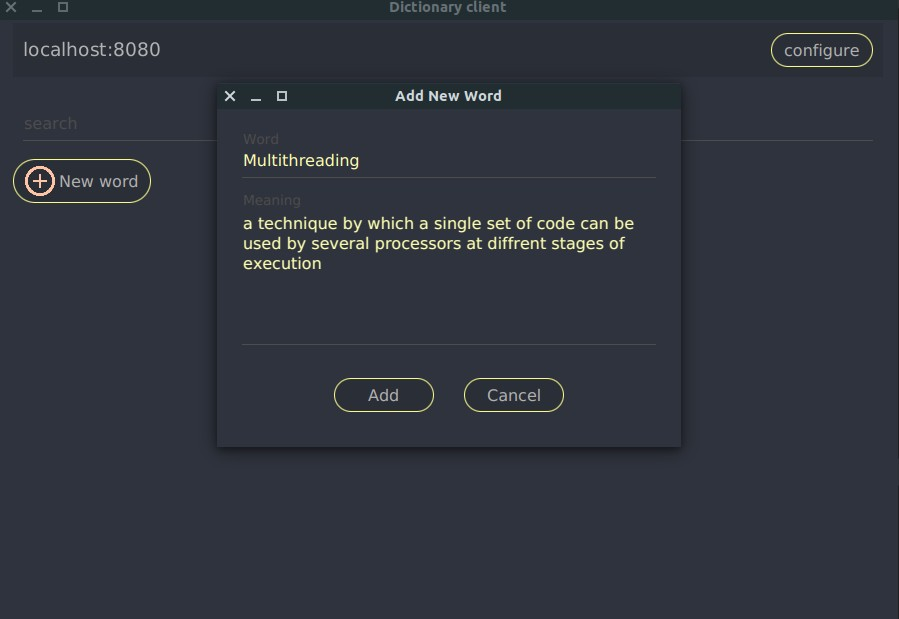 Dictionary client
localhost:8080
configure
search
New word
Add New Word
Word
Multithreading
Meaning
a technique by which a single set of code can be
used by several processors at diffrent stages of
execution
Add
Cancel